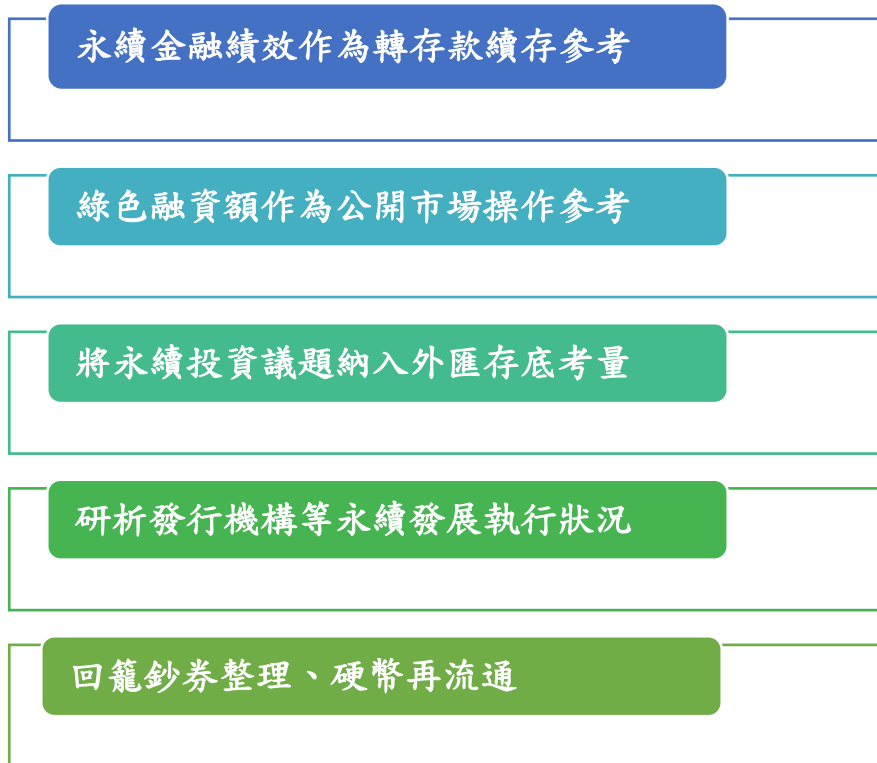 永續金融績效作為轉存款續存參考
綠色融資額作為公開市場操作參考
將永續投資議題納入外匯存底考量
研析發行機構等永續發展執行狀況
回籠鈔券整理、硬幣再流通